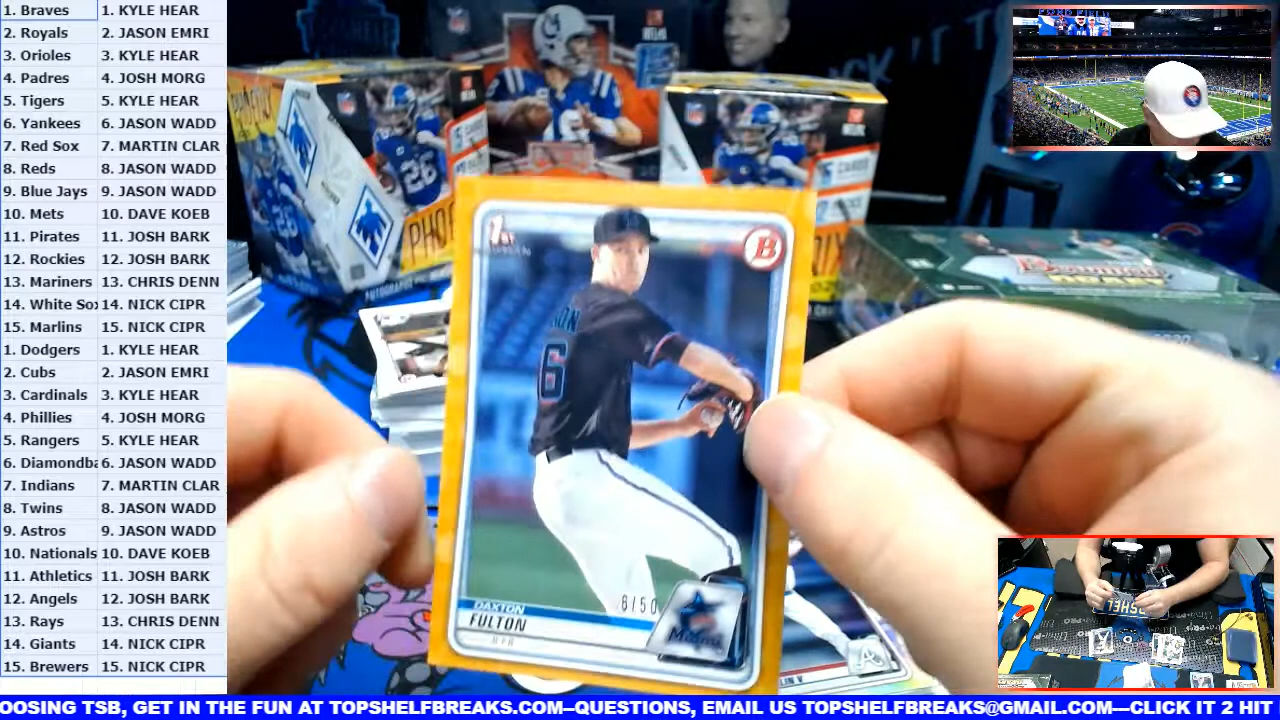 1. Braves 1. KYLE HEAR
2. Royals 2. JASON EMRI
3. Orioles 3. KYLE HEAR
4. Padres 4. JOSH MORG
5. Tigers 5. KYLE HEAR
6. Yankees 6. JASON WADD
7. Red Sox 7. MARTIN CLAR
8. Reds 8. JASON WADD
9. Blue Jays 9. JASON WADD
10. Mets 10. DAVE KOEB
11. Pirates 11. JOSH BARK
12. Rockies 12. JOSH BARK
13. Mariners 13. CHRIS DENN
14. White Sox 14. NICK CIPR
15. Marlins 15. NICK CIPR
1. Dodgers 1. KYLE HEAR
2. Cubs 2. JASON EMRI
3. Cardinals 3. KYLE HEAR
4. Phillies 4. JOSH MORG
5. Rangers 5. KYLE HEAR
6. Diamondba 6. JASON WADD
7. Indians 7. MARTIN CLAR
8. Twins 8. JASON WADD
9. Astros 9. JASON WADD
10. Nationals 10. DAVE KOEB
11. Athletics 11. JOSH BARK
12. Angels 12. JOSH BARK
13. Rays 13. CHRIS DENN
14. Giants 14. NICK CIPR
15. Brewers 15. NICK CIPR
1st
B
6
8/50
DAXTON
FULTON
26
PHOE
OOSING TSB, GET IN THE FUN AT TOPSHELFBREAKS.COM--QUESTIONS, EMAIL US TOPSHELFBREAKS@GMAIL.COM---CLICK IT 2 HIT